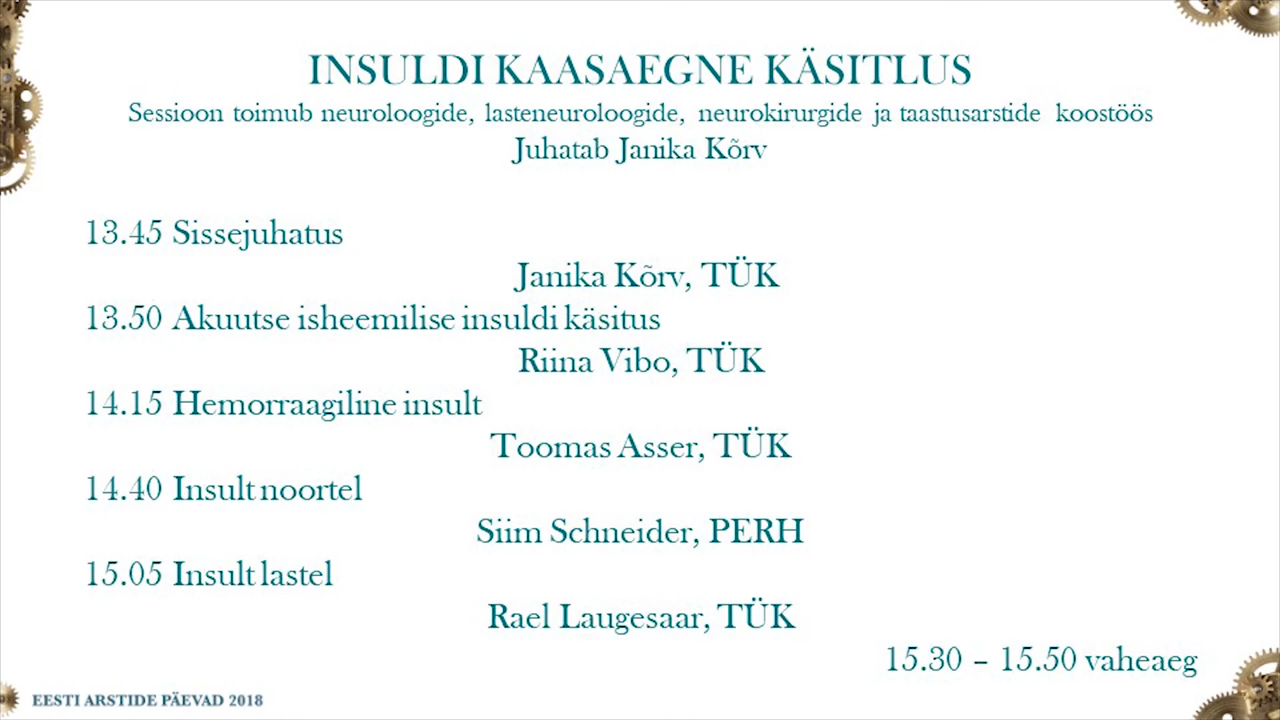 INSULDI KAASAEGNE KÄSITLUS
Sessioon toimub neuroloogide, lasteneuroloogide, neurokirurgide ja taastusarstide koostöös
Juhatab Janika Kõrv
13.45 Sissejuhatus
Janika Kõrv, TÜK
13.50 Akuutse isheemilise insuldi käsitus
Riina Vibo, TÜK
14.15 Hemorraagiline insult
Toomas Asser, TÜK
14.40 Insult noortel
Siim Schneider, PERH
15.05 Insult lastel
Rael Laugesaar, TÜK
15.30 – 15.50 vaheaeg
EESTI ARSTIDE PÄEVAD 2018